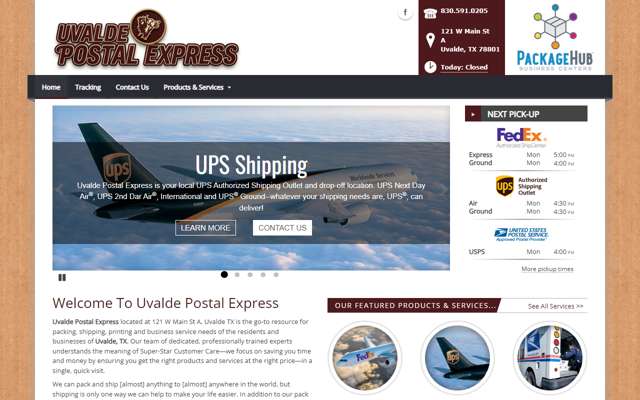 UVALDE
POSTAL EXPRESS
f
830.591.0205
121 W Main St
A
Uvalde, TX 78801
Today: Closed
PACKAGEHUB
BUSINESS CENTERS
Home
Tracking
Contact Us
Products & Services
UPS Shipping
Uvalde Postal Express is your local UPS Authorized Shipping Outlet and drop-off location. UPS Next Day
Air®, UPS 2nd Dar Air®, International and UPS® Ground--whatever your shipping needs are, UPS®, can
deliver!
LEARN MORE
CONTACT US
ups
Worldwide Services
NEXT PICK-UP
FedEx
Authorized ShipCenter
Express Mon 5:00 PM
Ground Mon 4:00 PM
ups
Authorized
Shipping
Outlet
Air Mon 4:30 PM
Ground Mon 4:30 PM
UNITED STATES
POSTAL SERVICE
Approved Postal Provider
USPS Mon 4:00 PM
More pickup times
Welcome To Uvalde Postal Express
Uvalde Postal Express located at 121 W Main St A, Uvalde TX is the go-to resource for
packing, shipping, printing and business service needs of the residents and
businesses of Uvalde, TX. Our team of dedicated, professionally trained experts
understands the meaning of Super-Star Customer Care—we focus on saving you time
and money by ensuring you get the right products and services at the right price—in a
single, quick visit.
We can pack and ship [almost] anything to [almost] anywhere in the world, but
shipping is only one way we can help to make your life easier. In addition to our pack
OUR FEATURED PRODUCTS & SERVICES...
See All Services >>
FedEx